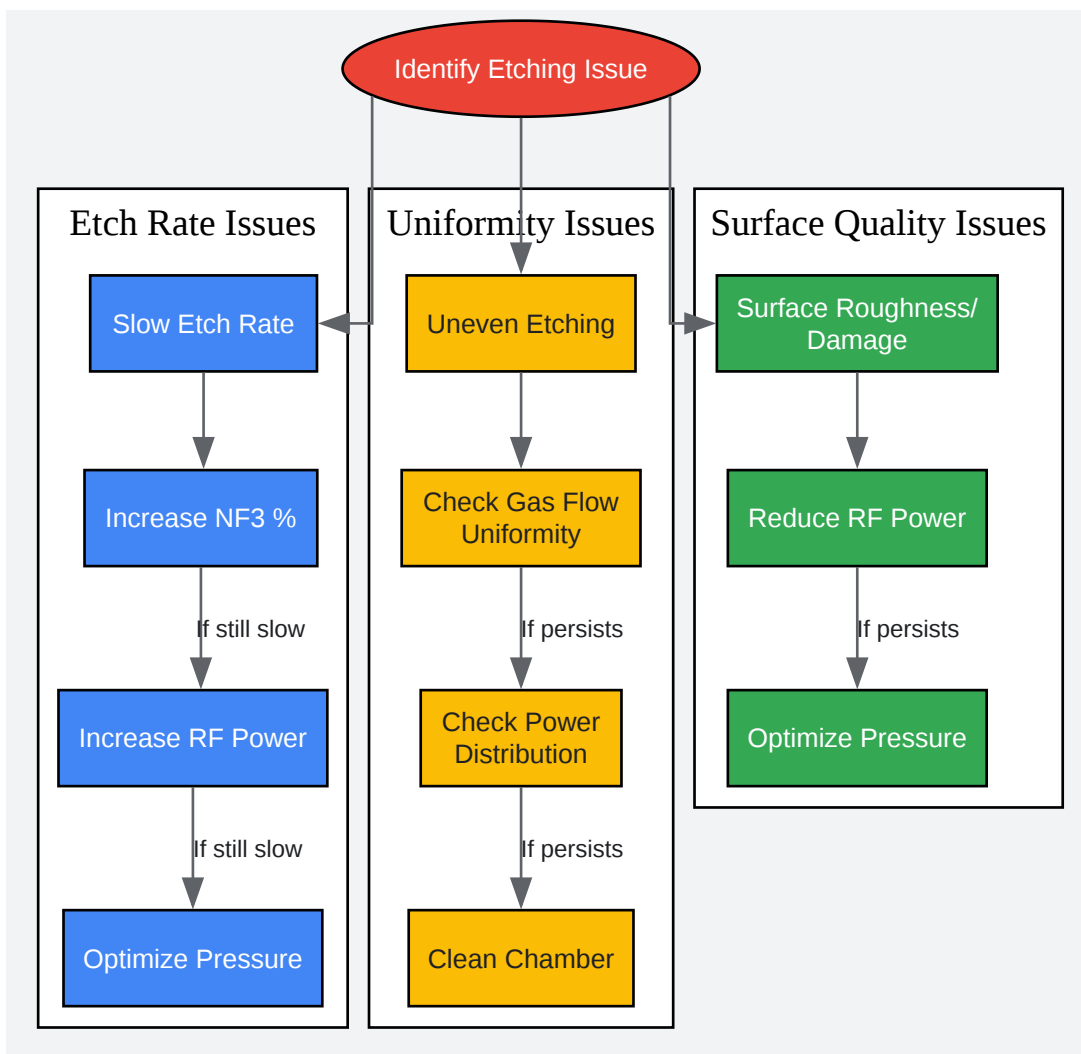 Identify Etching Issue
Etch Rate Issues
Slow Etch Rate
Increase NF3 %
If still slow
Increase RF Power
If still slow
Optimize Pressure
Uniformity Issues
Uneven Etching
Check Gas Flow
Uniformity
If persists
Check Power
Distribution
If persists
Clean Chamber
Surface Quality Issues
Surface Roughness/
Damage
Reduce RF Power
If persists
Optimize Pressure